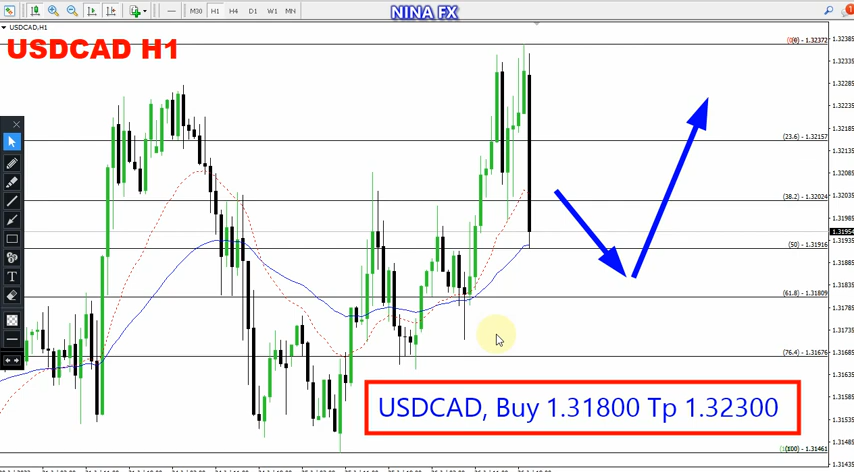 M30 H1 H4 D1 W1 MN
NINA FX
USDCAD,H1
USDCAD H1
1.32385
1.32335
1.32285
1.32235
1.32185
1.32135
1.32085
1.32035
1.31985
1.31954
1.31885
1.31835
1.31785
1.31735
1.31685
1.31635
1.31585
1.31535
1.31485
1.31435
(0) - 1.32372
(23.6) - 1.32157
(38.2) - 1.32024
(50) - 1.31916
(61.8) - 1.31809
(76.4) - 1.31676
(100) - 1.31461
T
USDCAD, Buy 1.31800 Tp 1.32300